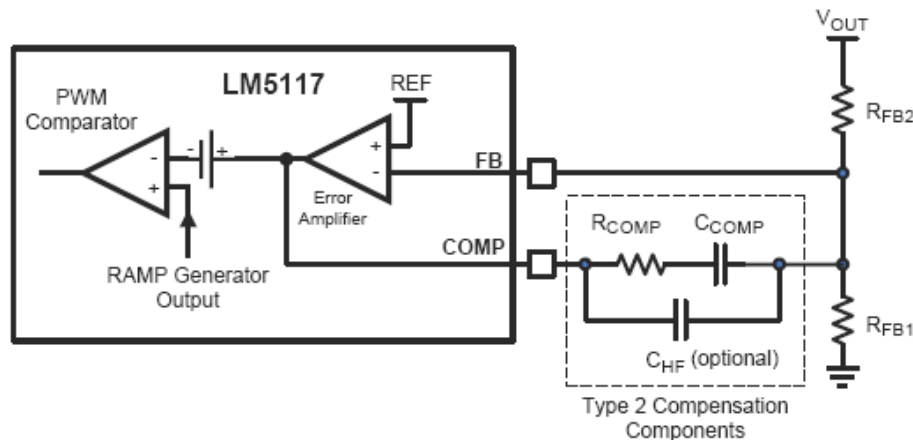 V_OUT
LM5117
REF
PWM
Comparator
R_FB2
-
+
+
-
FB
-
+
Error
Amplifier
R_COMP
C_COMP
COMP
RAMP Generator
Output
R_FB1
C_HF (optional)
Type 2 Compensation
Components